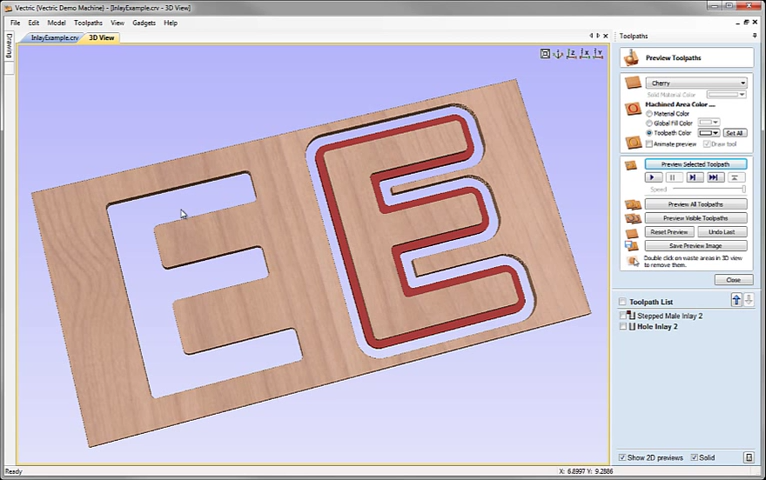 Vectric {Vectric Demo Machine} - [InlayExample.crv - 3D View]
File Edit Model Toolpaths View Gadgets Help
InlayExample.crv 3D View
Drawing
Toolpaths
Preview Toolpaths
Cherry
Solid Material Color
Machined Area Color ...
Material Color
Global Fill Color
Toolpath Color Set All
Animate preview Draw tool
Preview Selected Toolpath
Speed
Preview All Toolpaths
Preview Visible Toolpaths
Reset Preview Undo Last
Save Preview Image
Double click on waste areas in 3D view
to remove them.
Close
Toolpath List
Stepped Male Inlay 2
Hole Inlay 2
Show 2D previews Solid
Ready X: 6.8997 Y: 9.2886
E E